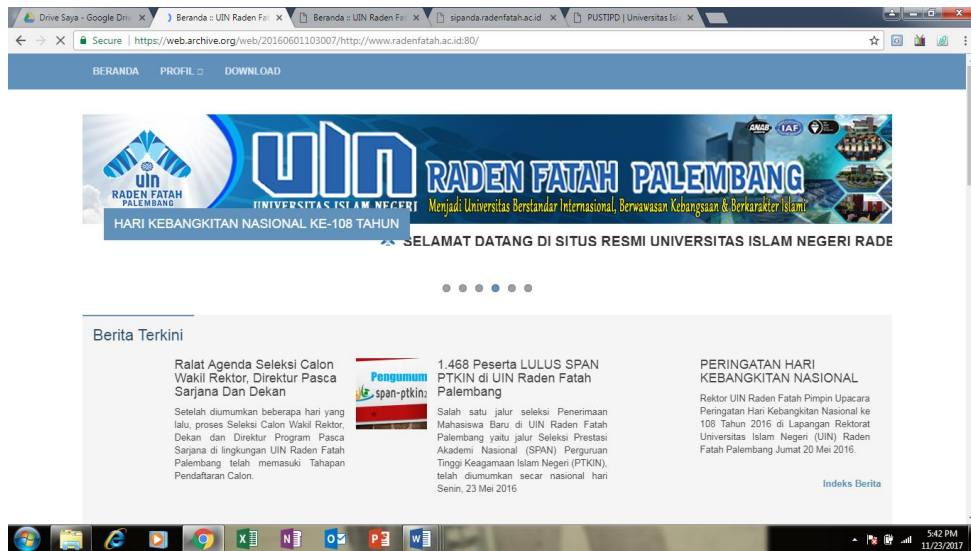 Drive Saya - Google Driv
Beranda :: UIN Raden Fat
Beranda :: UIN Raden Fat
sipanda.radenfatah.ac.id
PUSTIPD | Universitas Isl
Secure | https://web.archive.org/web/20160601103007/http://www.radenfatah.ac.id:80/
BERANDA PROFIL DOWNLOAD
uin
RADEN FATAH
PALEMBANG
uin
UNIVERSITAS ISLAM NEGERI
RADEN FATAH PALEMBANG
Menjadi Universitas Berstandar Internasional, Berwawasan Kebangsaan & Berkarakter Islami
ANAB IAF
HARI KEBANGKITAN NASIONAL KE-108 TAHUN
SELAMAT DATANG DI SITUS RESMI UNIVERSITAS ISLAM NEGERI RADE
Berita Terkini
Ralat Agenda Seleksi Calon
Wakil Rektor, Direktur Pasca
Sarjana Dan Dekan
Setelah diumumkan beberapa hari yang
lalu, proses Seleksi Calon Wakil Rektor,
Dekan dan Direktur Program Pasca
Sarjana di lingkungan UIN Raden Fatah
Palembang telah memasuki Tahapan
Pendaftaran Calon.
Pengumum
span-ptkin
1.468 Peserta LULUS SPAN
PTKIN di UIN Raden Fatah
Palembang
Salah satu jalur seleksi Penerimaan
Mahasiswa Baru di UIN Raden Fatah
Palembang yaitu jalur Seleksi Prestasi
Akademi Nasional (SPAN) Perguruan
Tinggi Keagamaan Islam Negeri (PTKIN),
telah diumumkan secar nasional hari
Senin, 23 Mei 2016
PERINGATAN HARI
KEBANGKITAN NASIONAL
Rektor UIN Raden Fatah Pimpin Upacara
Peringatan Hari Kebangkitan Nasional ke
108 Tahun 2016 di Lapangan Rektorat
Universitas Islam Negeri (UIN) Raden
Fatah Palembang Jumat 20 Mei 2016.
Indeks Berita
5:42 PM
11/23/2017